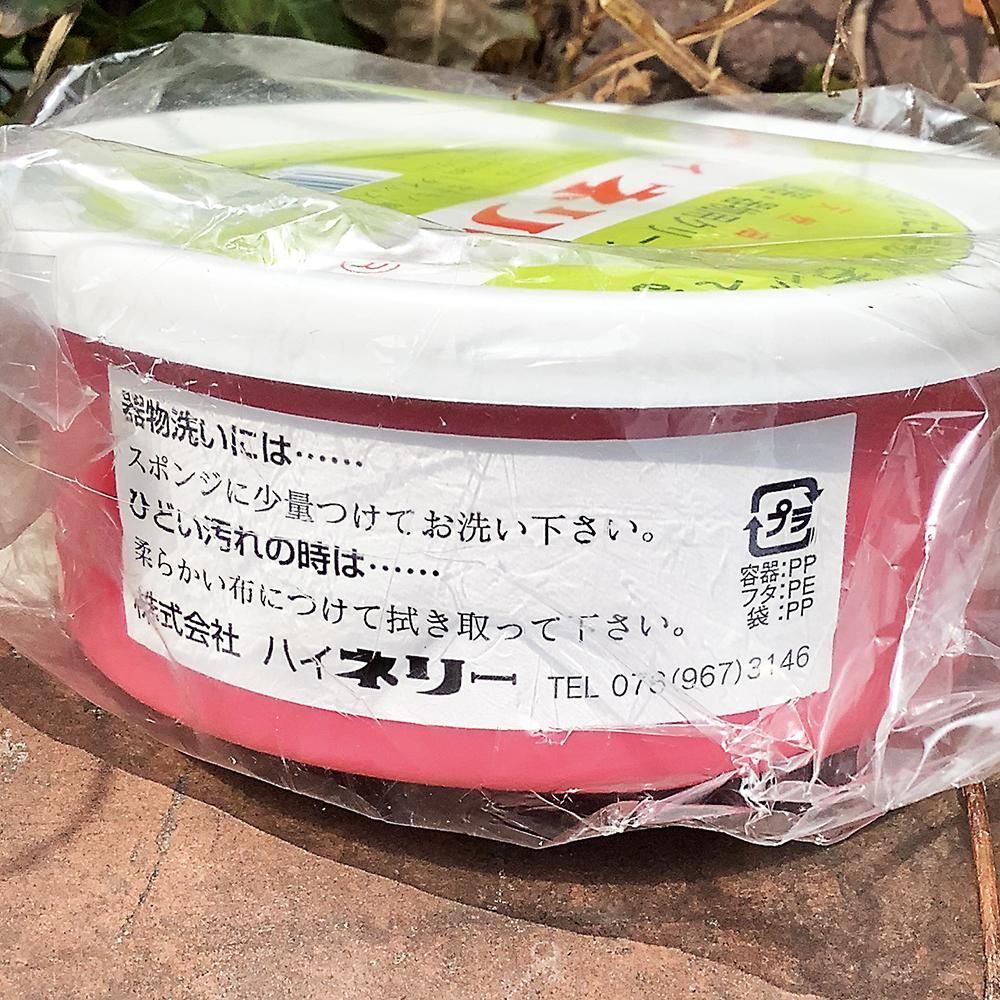 ネリ
器物洗いには……
スポンジに少量つけてお洗い下さい。
ひどい汚れの時は……
柔らかい布につけて拭き取って下さい。
株式会社 ハイネリー TEL 076(967)3146
プラ
容器:PP
フタ:PE
袋:PP